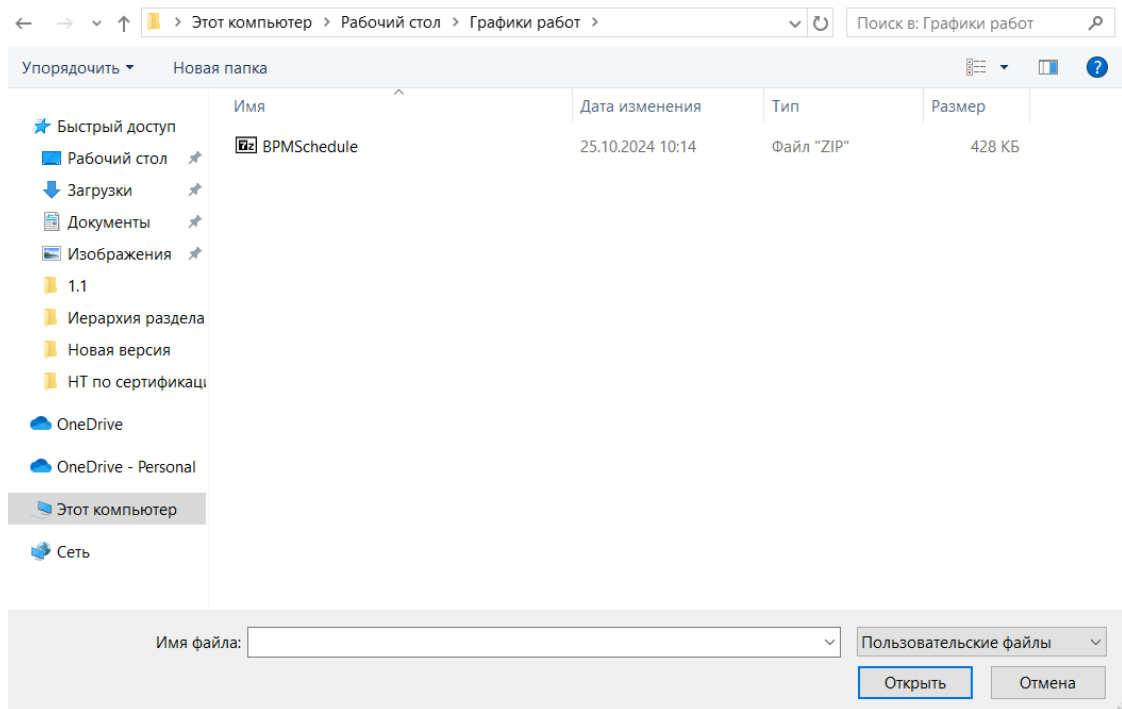 Этот компьютер > Рабочий стол > Графики работ >
Поиск в: Графики работ
Упорядочить
Новая папка
?
Имя
Дата изменения
Тип
Размер
Быстрый доступ
Рабочий стол
Загрузки
Документы
Изображения
1.1
Иерархия раздела
Новая версия
НТ по сертификаци
OneDrive
OneDrive - Personal
Этот компьютер
Сеть
7z BPMSchedule
25.10.2024 10:14
Файл "ZIP"
428 КБ
Имя файла:
Пользовательские файлы
Открыть
Отмена